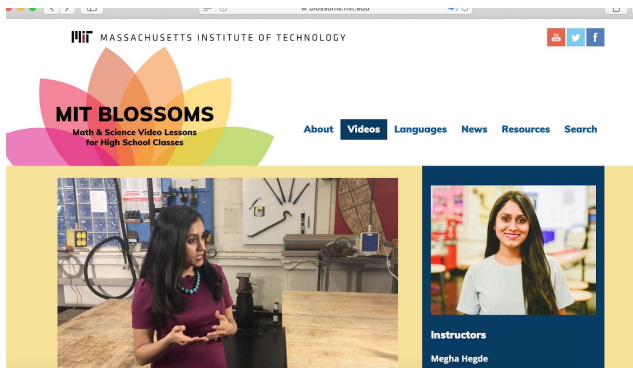 blossoms.mit.edu
MASSACHUSETTS INSTITUTE OF TECHNOLOGY
You
MIT BLOSSOMS
Math & Science Video Lessons
for High School Classes
About Videos Languages News Resources Search
Instructors
Megha Hegde